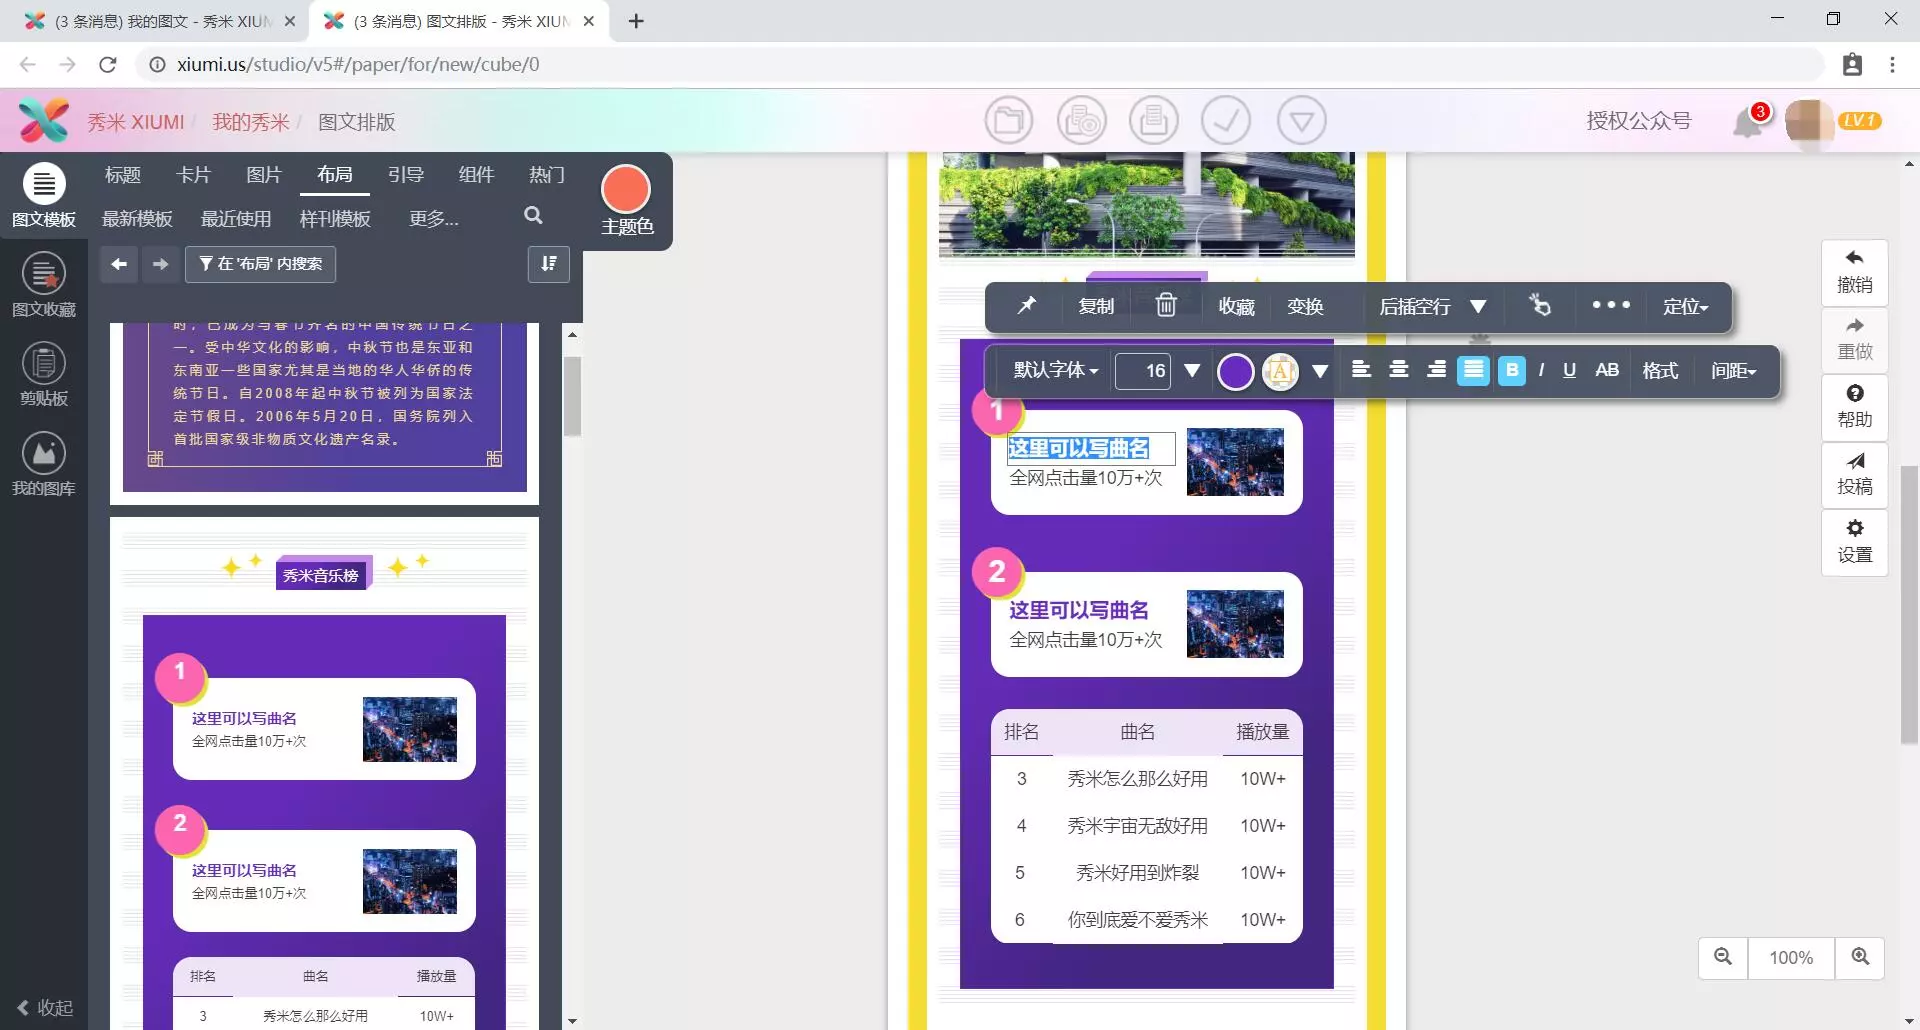 (3 条消息) 我的图文 - 秀米 XIUM
(3 条消息) 图文排版 - 秀米 XIUM
xiumi.us/studio/v5#/paper/for/new/cube/0
秀米 XIUMI / 我的秀米 / 图文排版
授权公众号
3
LV.1
图文模板
图文收藏
剪贴板
我的图库
收起
标题 卡片 图片 布局 引导 组件 热门
最新模板 最近使用 样刊模板 更多...
主题色
在 '布局' 内搜索
一。受中华文化的影响，中秋节也是东亚和
东南亚一些国家尤其是当地的华人华侨的传
统节日。自2008年起中秋节被列为国家法
定节假日。2006年5月20日，国务院列入
首批国家级非物质文化遗产名录。
秀米音乐榜
1
这里可以写曲名
全网点击量10万+次
2
这里可以写曲名
全网点击量10万+次
排名 曲名 播放量
3 秀米怎么那么好用 10W+
复制 收藏 变换 后插空行 定位
默认字体 16 A B I U AB 格式 间距
1
这里可以写曲名
全网点击量10万+次
2
这里可以写曲名
全网点击量10万+次
排名 曲名 播放量
3 秀米怎么那么好用 10W+
4 秀米宇宙无敌好用 10W+
5 秀米好用到炸裂 10W+
6 你到底爱不爱秀米 10W+
撤销
重做
帮助
投稿
设置
100%